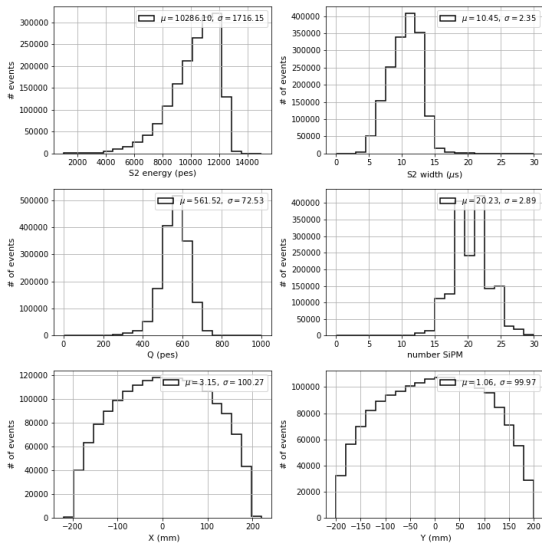 μ = 10286.10, σ = 1716.15
# events
300000
250000
200000
150000
100000
50000
0
2000 4000 6000 8000 10000 12000 14000
S2 energy (pes)
μ = 10.45, σ = 2.35
# of events
400000
350000
300000
250000
200000
150000
100000
50000
0
0 5 10 15 20 25 30
S2 width (μs)
μ = 561.52, σ = 72.53
# of events
500000
400000
300000
200000
100000
0
0 200 400 600 800 1000
Q (pes)
μ = 20.23, σ = 2.89
# of events
400000
350000
300000
250000
200000
150000
100000
50000
0
0 5 10 15 20 25 30
number SiPM
μ = 3.15, σ = 100.27
# of events
120000
100000
80000
60000
40000
20000
0
−200 −100 0 100 200
X (mm)
μ = 1.06, σ = 99.97
# of events
100000
80000
60000
40000
20000
0
−200 −150 −100 −50 0 50 100 150 200
Y (mm)